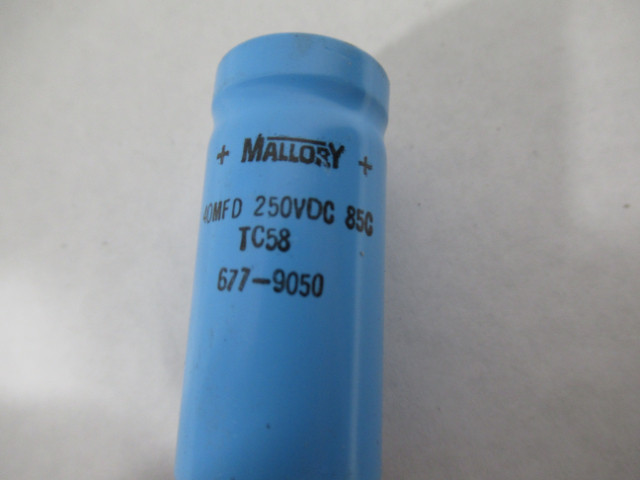 + MALLORY +
40MFD 250VDC 85C
TC58
677-9050